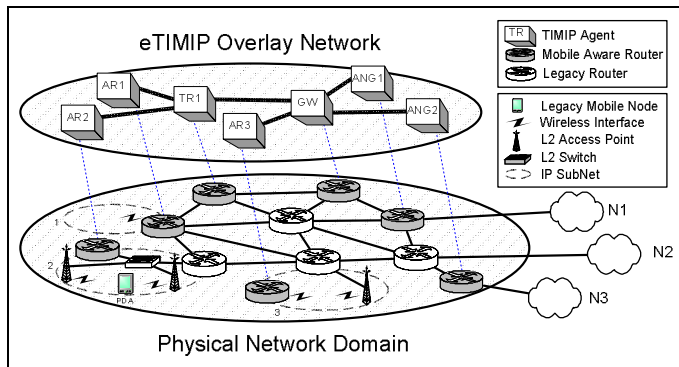 eTIMIP Overlay Network
AR1
AR2
TR1
AR3
GW
ANG1
ANG2
TR
TIMIP Agent
Mobile Aware Router
Legacy Router
Legacy Mobile Node
Wireless Interface
L2 Access Point
L2 Switch
IP SubNet
1
2
PDA
3
N1
N2
N3
Physical Network Domain